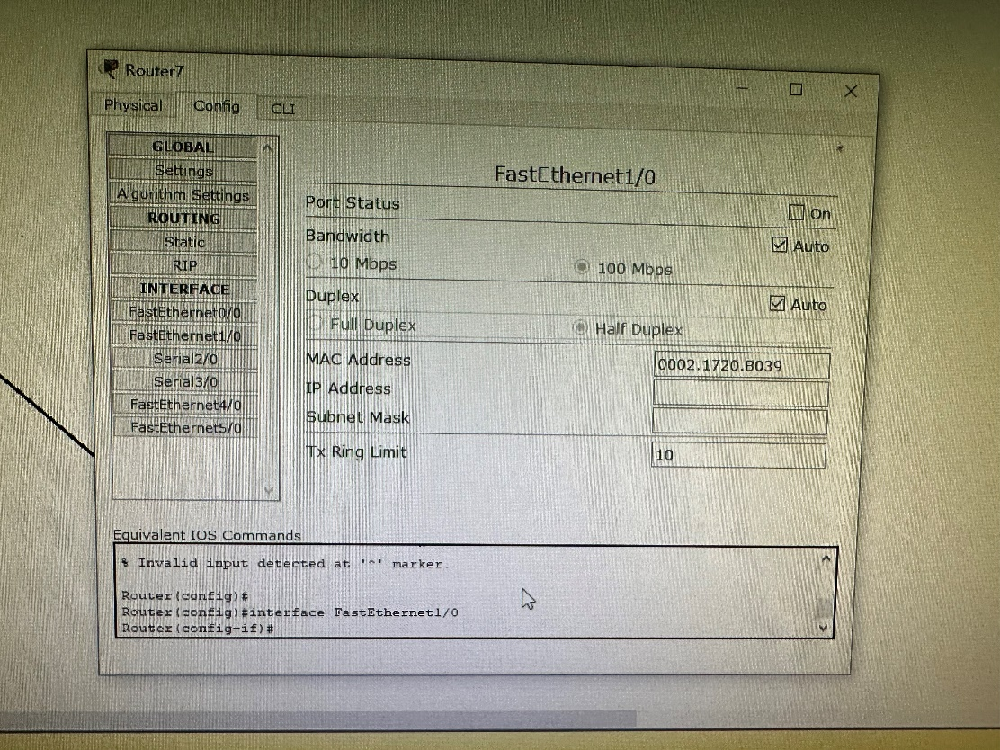 Router7
Physical Config CLI
GLOBAL
Settings
Algorithm Settings
ROUTING
Static
RIP
INTERFACE
FastEthernet0/0
FastEthernet1/0
Serial2/0
Serial3/0
FastEthernet4/0
FastEthernet5/0
FastEthernet1/0
Port Status On
Bandwidth Auto
10 Mbps 100 Mbps
Duplex Auto
Full Duplex Half Duplex
MAC Address 0002.1720.B039
IP Address
Subnet Mask
Tx Ring Limit 10
Equivalent IOS Commands
% Invalid input detected at '^' marker.
Router(config)#
Router(config)#interface FastEthernet1/0
Router(config-if)#